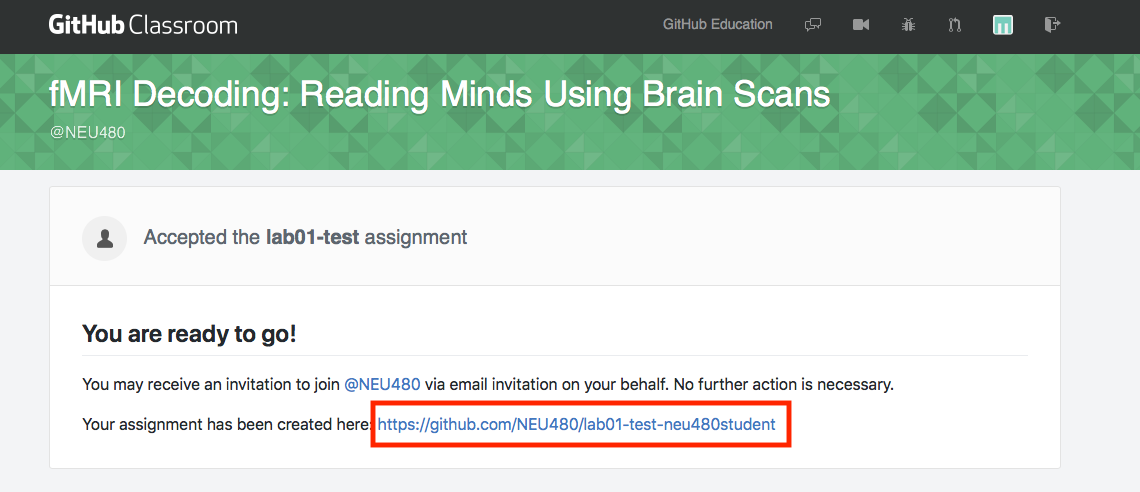 GitHub Classroom
GitHub Education
fMRI Decoding: Reading Minds Using Brain Scans
@NEU480
Accepted the lab01-test assignment
You are ready to go!
You may receive an invitation to join @NEU480 via email invitation on your behalf. No further action is necessary.
Your assignment has been created here: https://github.com/NEU480/lab01-test-neu480student